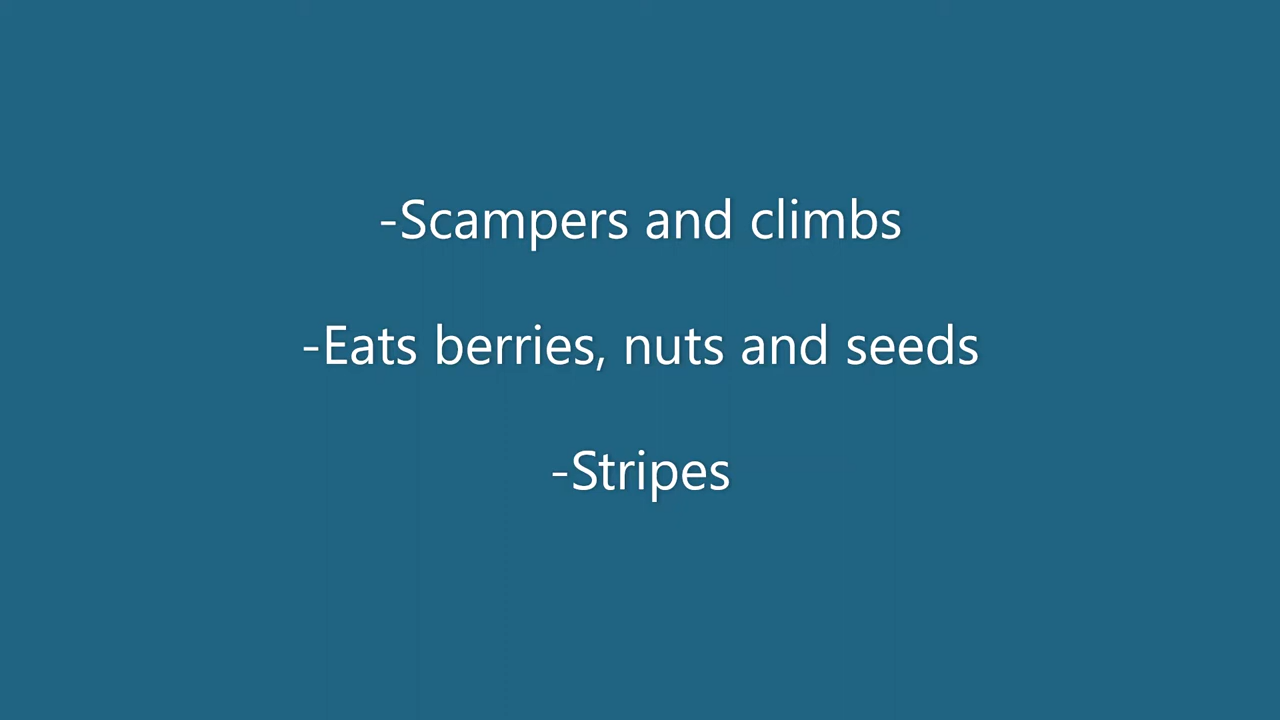 -Scampers and climbs
-Eats berries, nuts and seeds
-Stripes